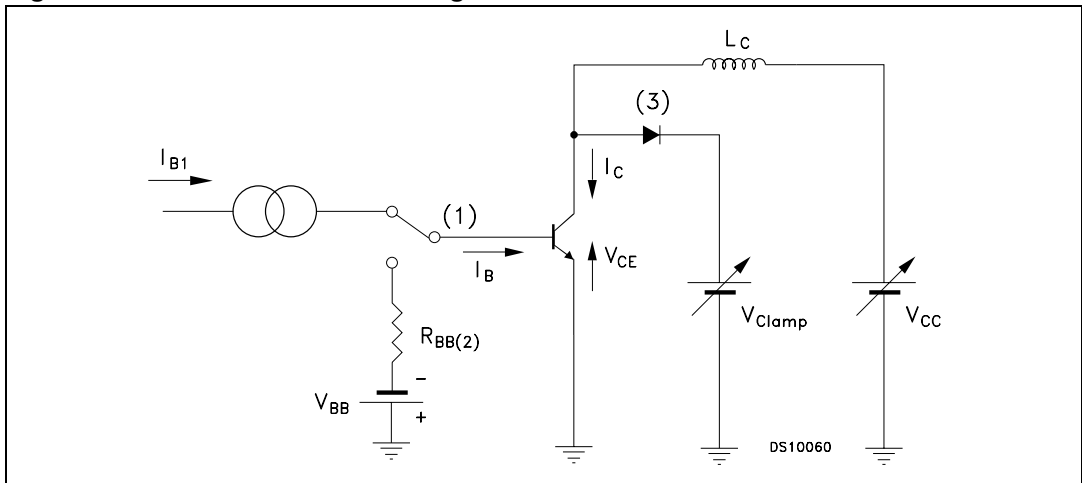 L_C
(3)
I_B1
I_C
(1)
V_CE
I_B
V_Clamp
V_CC
R_BB(2)
−
V_BB
+
DS10060